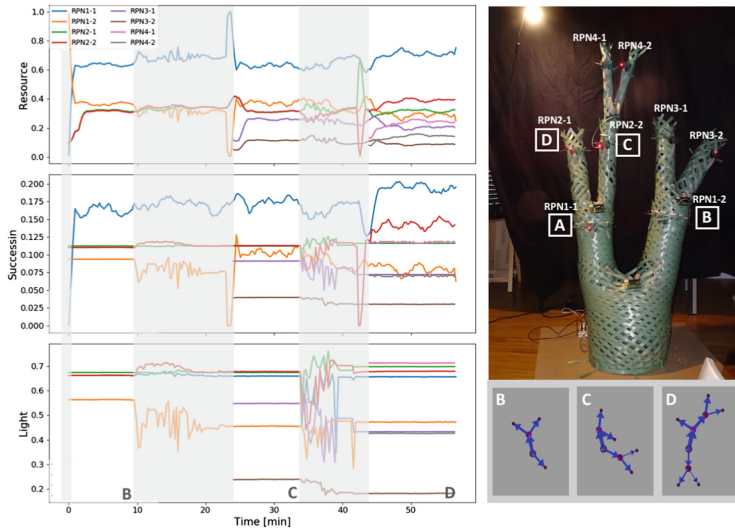 RPN1-1 RPN3-1
RPN1-2 RPN3-2
RPN2-1 RPN4-1
RPN2-2 RPN4-2
1.0
0.8
0.6
0.4
0.2
0.0
Resource
0.200
0.175
0.150
0.125
0.100
0.075
0.050
0.025
0.000
Successin
0.7
0.6
0.5
0.4
0.3
0.2
Light
B C D
0 10 20 30 40 50
Time [min]
RPN4-1
RPN4-2
RPN2-1
RPN3-1
D
RPN2-2
C
RPN3-2
RPN1-1
A
RPN1-2
B
B C D